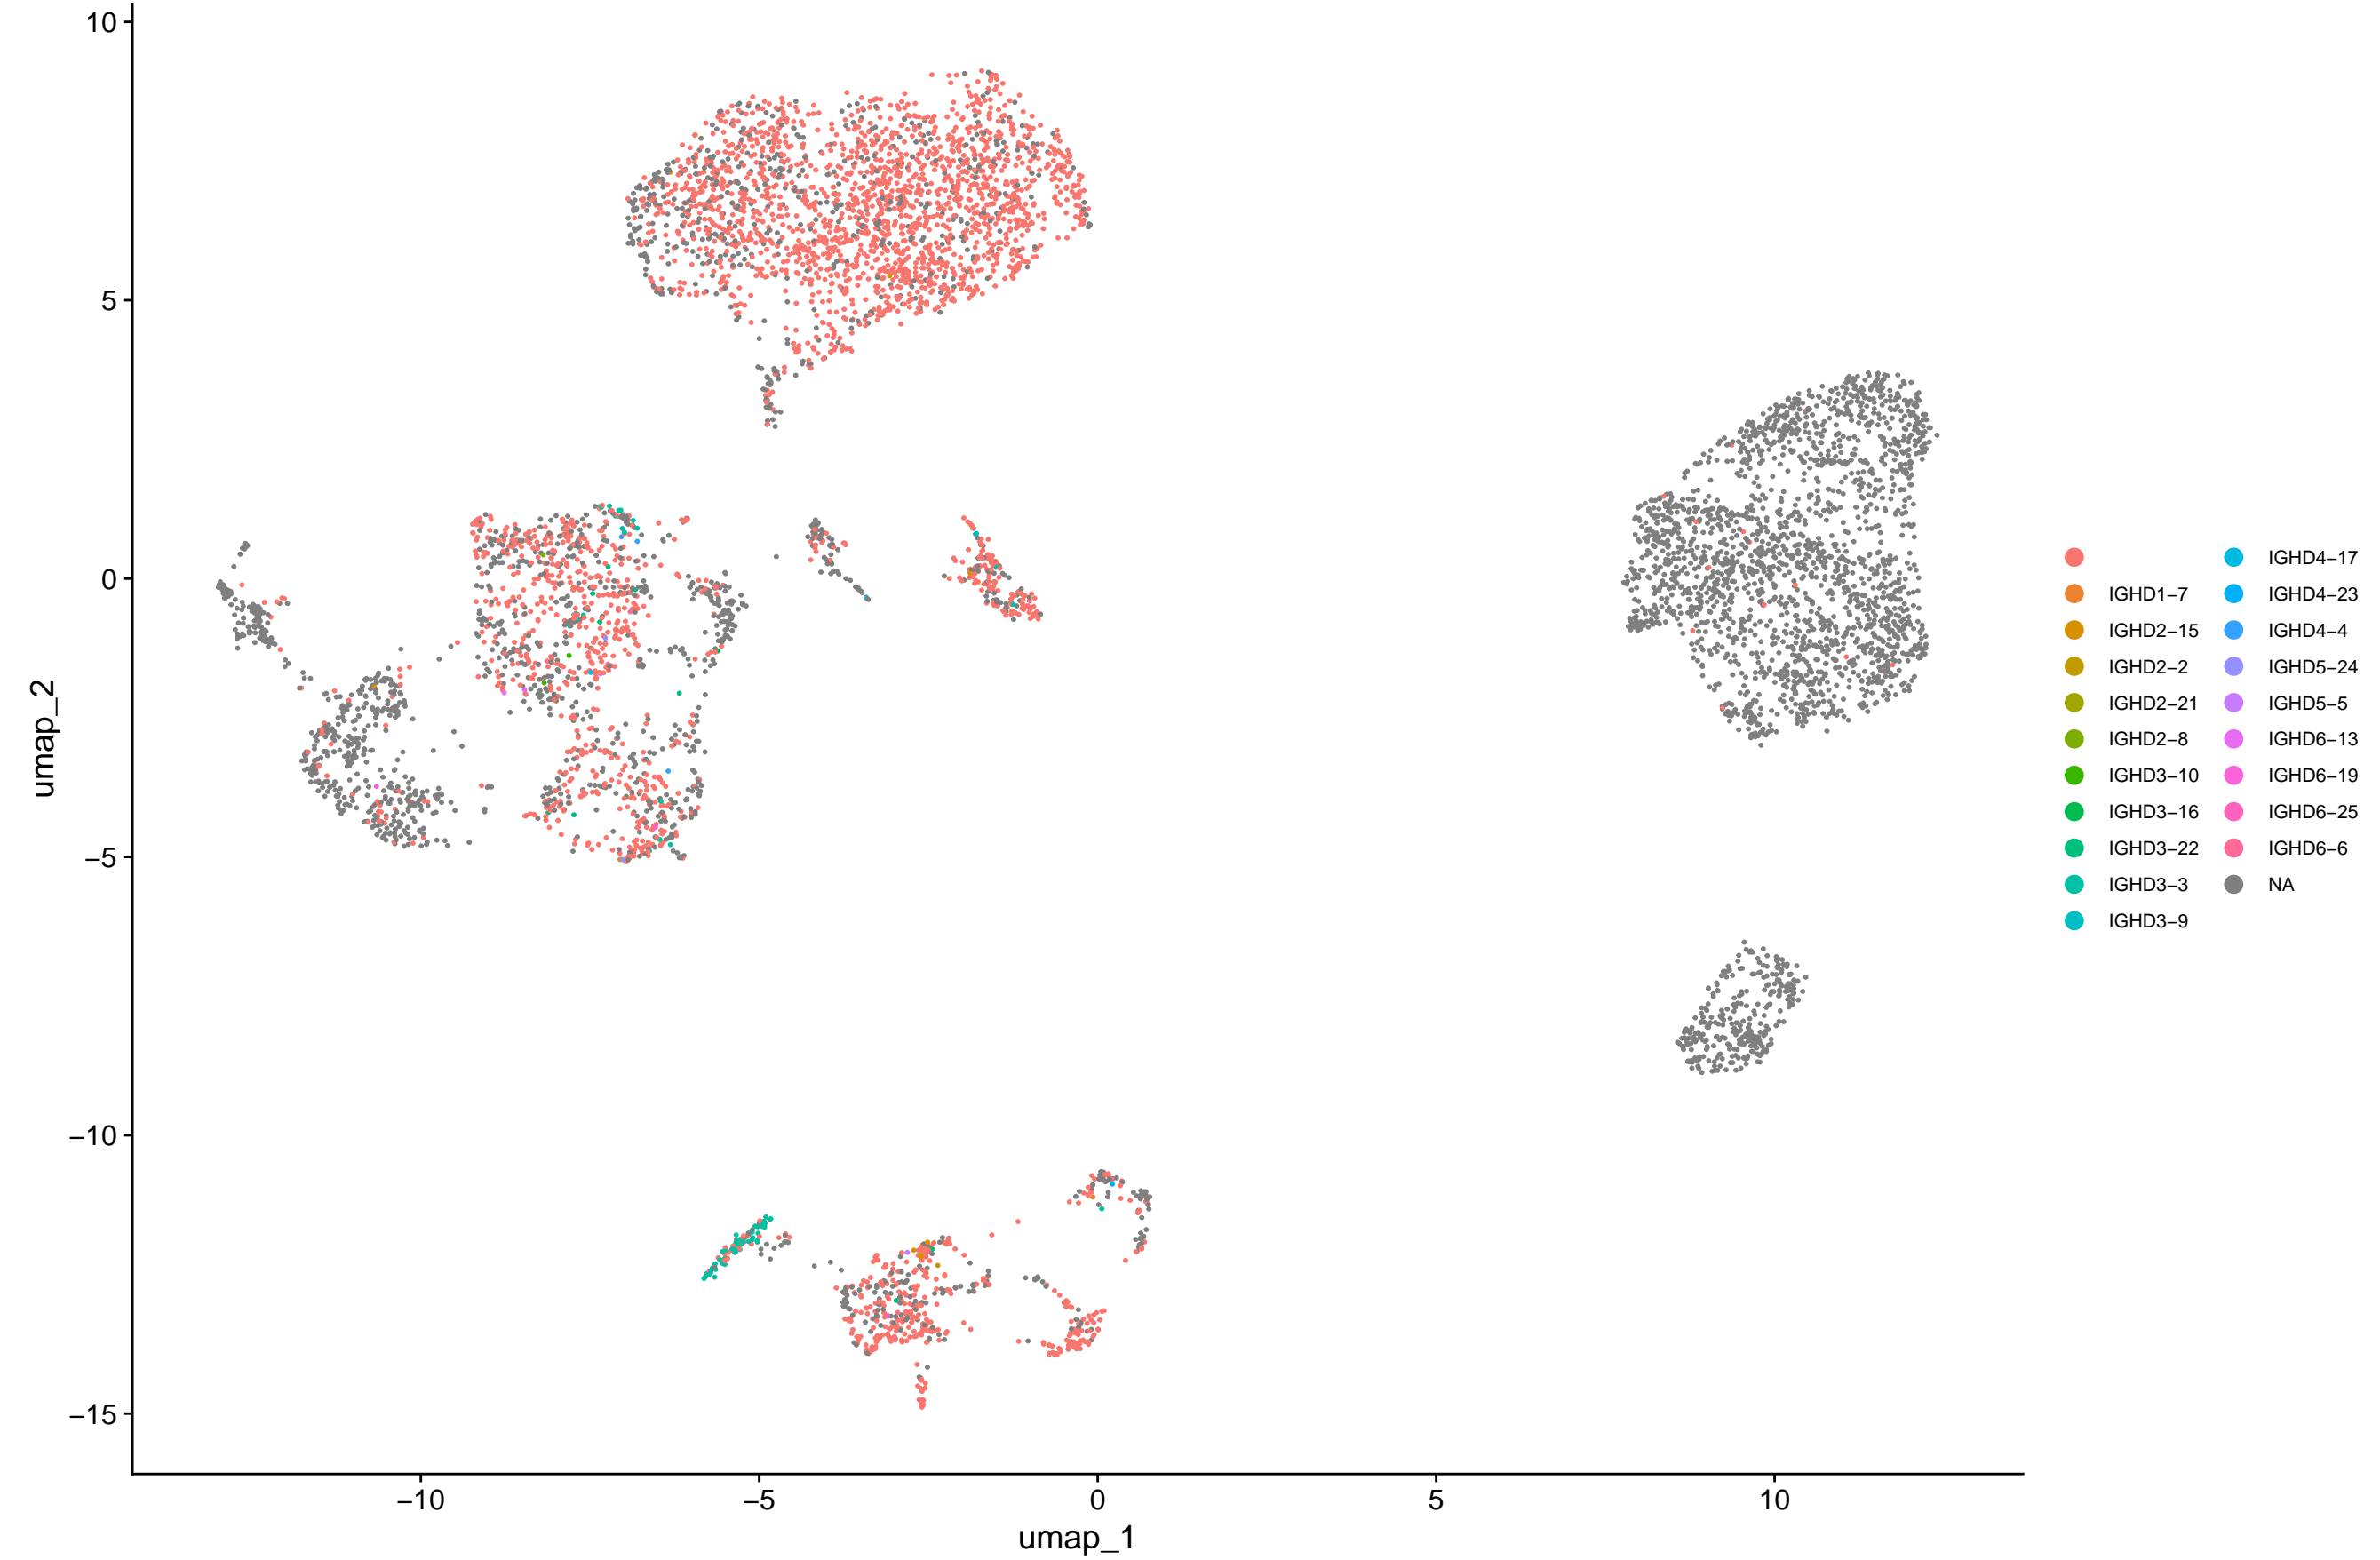 10
5
0
−5
−10
−15
umap_2
−10
−5
0
5
10
umap_1
IGHD1−7
IGHD2−15
IGHD2−2
IGHD2−21
IGHD2−8
IGHD3−10
IGHD3−16
IGHD3−22
IGHD3−3
IGHD3−9
IGHD4−17
IGHD4−23
IGHD4−4
IGHD5−24
IGHD5−5
IGHD6−13
IGHD6−19
IGHD6−25
IGHD6−6
NA